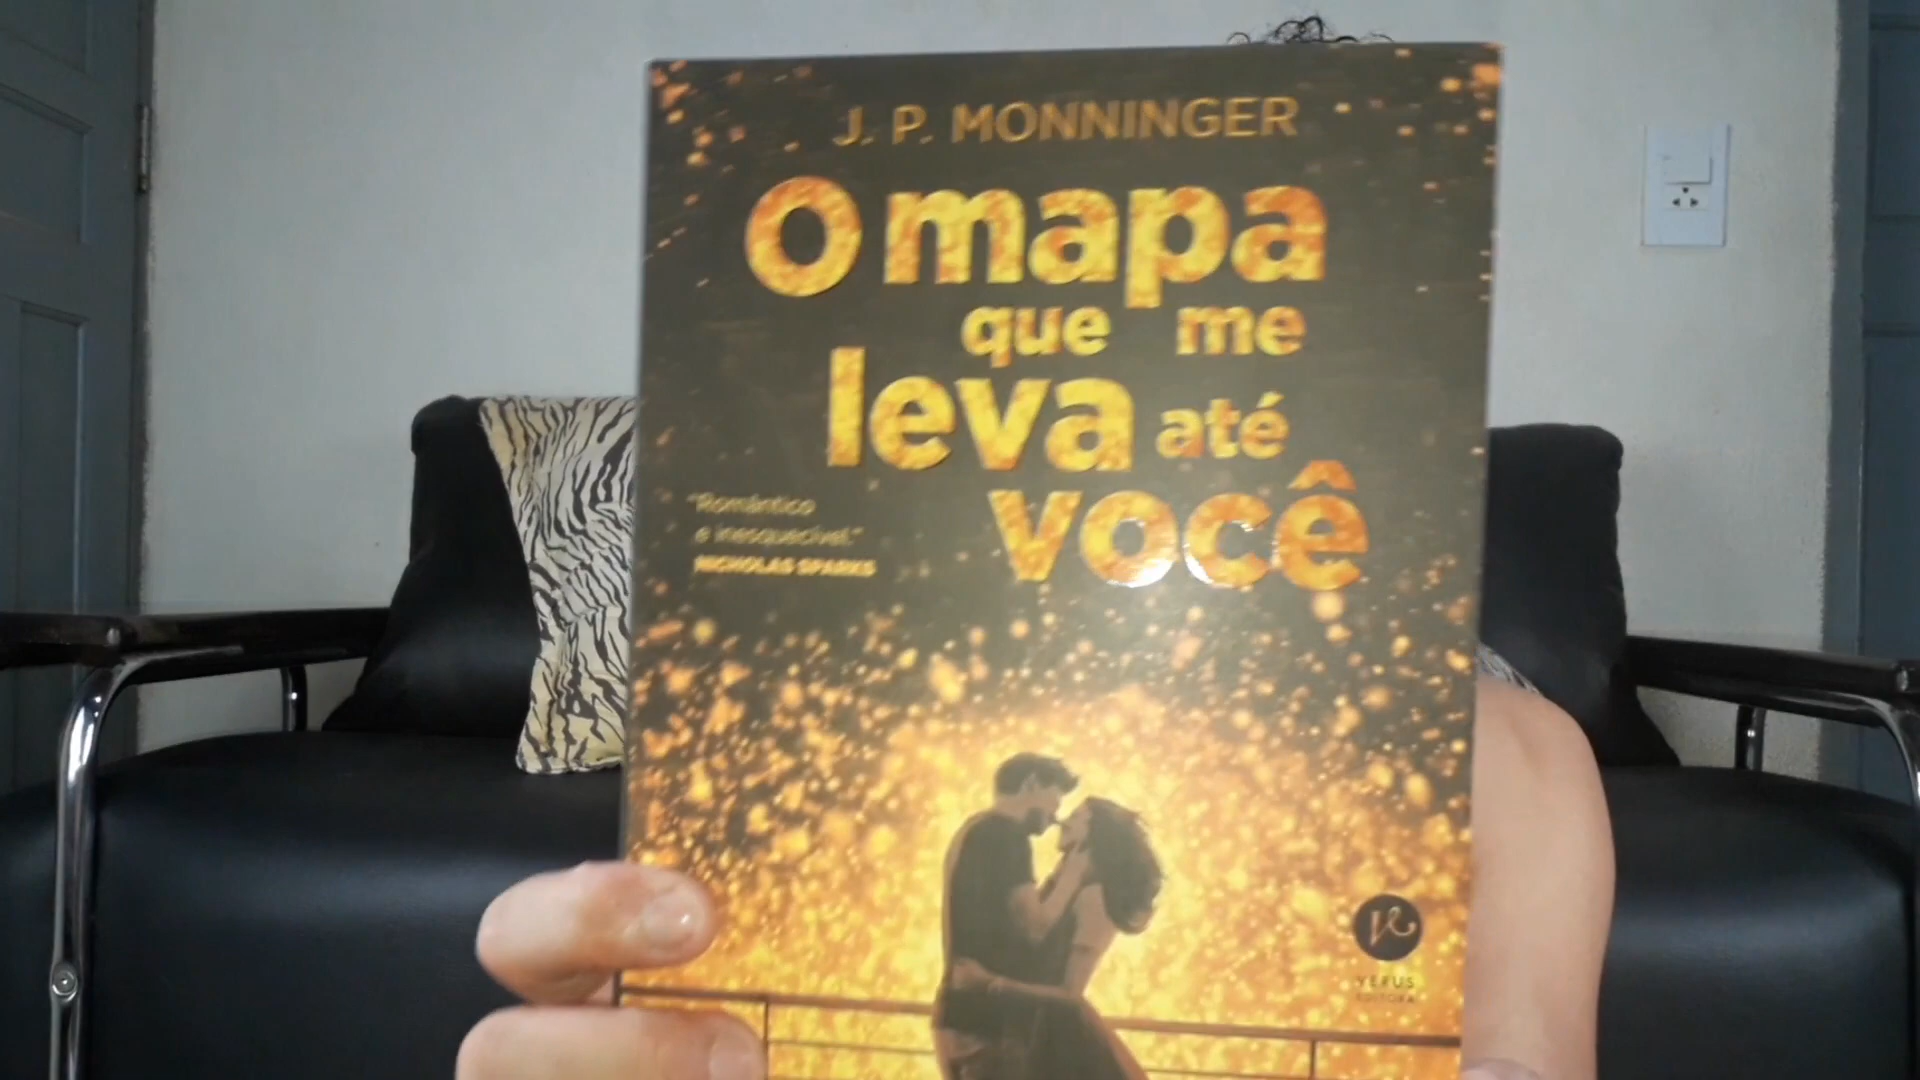 J. P. MONNINGER
O mapa
que me
leva até
você
"Romântico
e inesquecível."
NICHOLAS SPARKS
VERUS
EDITORA